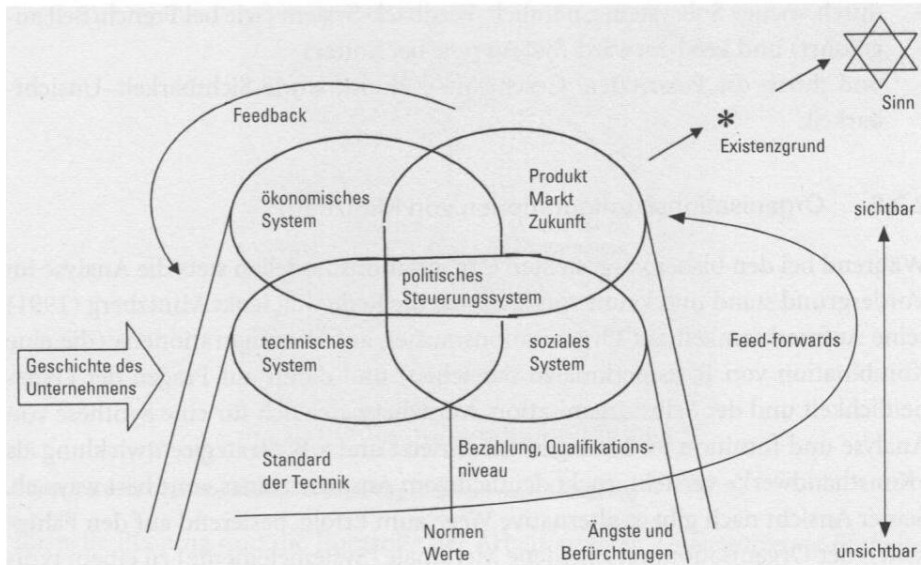 Feedback
Sinn
*
Existenzgrund
Produkt
Markt
Zukunft
ökonomisches
System
sichtbar
politisches
Steuerungssystem
technisches
System
soziales
System
Feed-forwards
Geschichte des
Unternehmens
Standard
der Technik
Bezahlung, Qualifikations-
niveau
Normen
Werte
Ängste und
Befürchtungen
unsichtbar